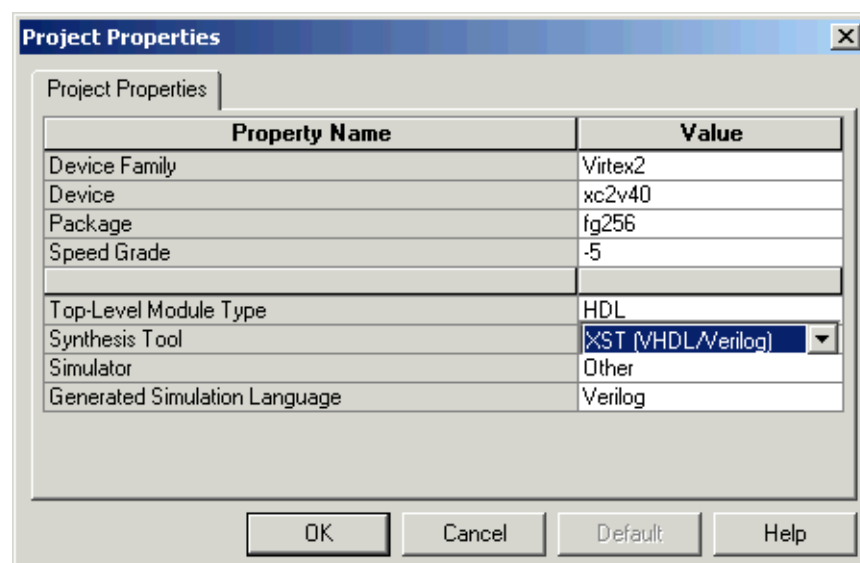 Project Properties
Project Properties
Property Name Value
Device Family Virtex2
Device xc2v40
Package fg256
Speed Grade -5
Top-Level Module Type HDL
Synthesis Tool XST (VHDL/Verilog)
Simulator Other
Generated Simulation Language Verilog
OK Cancel Default Help